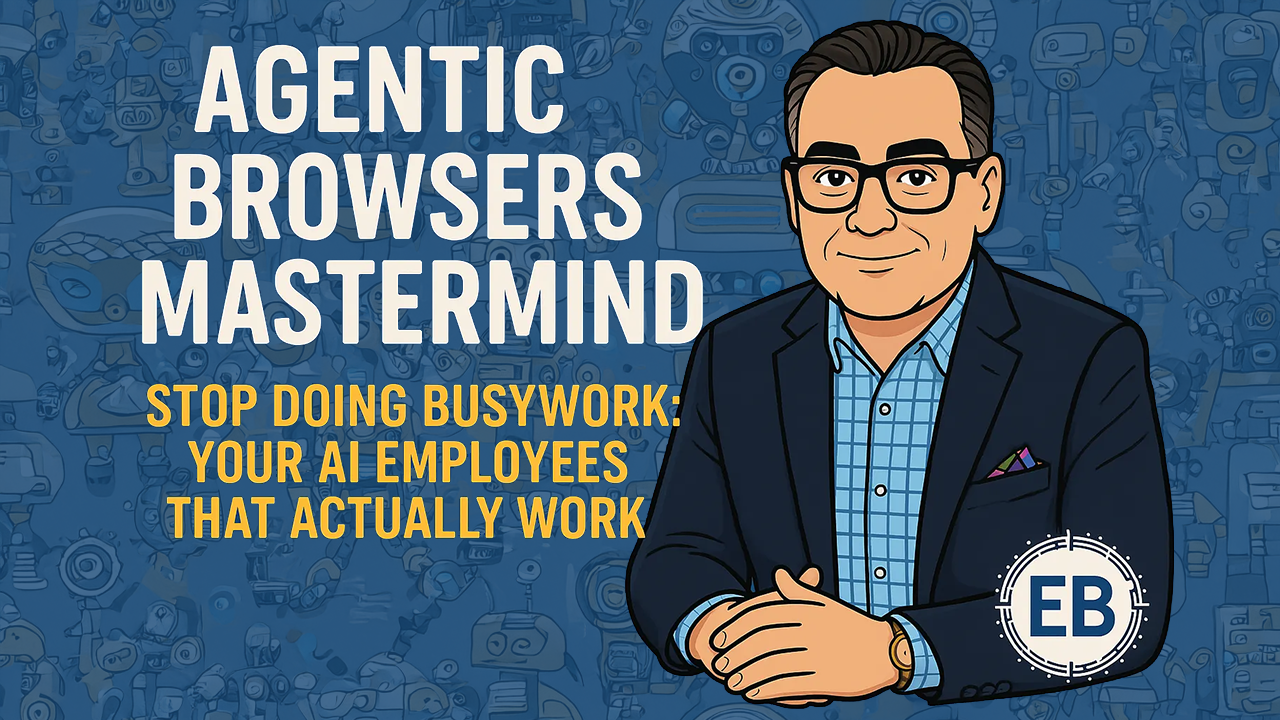 AGENTIC
BROWSERS
MASTERMIND
STOP DOING BUSYWORK:
YOUR AI EMPLOYEES
THAT ACTUALLY WORK
EB